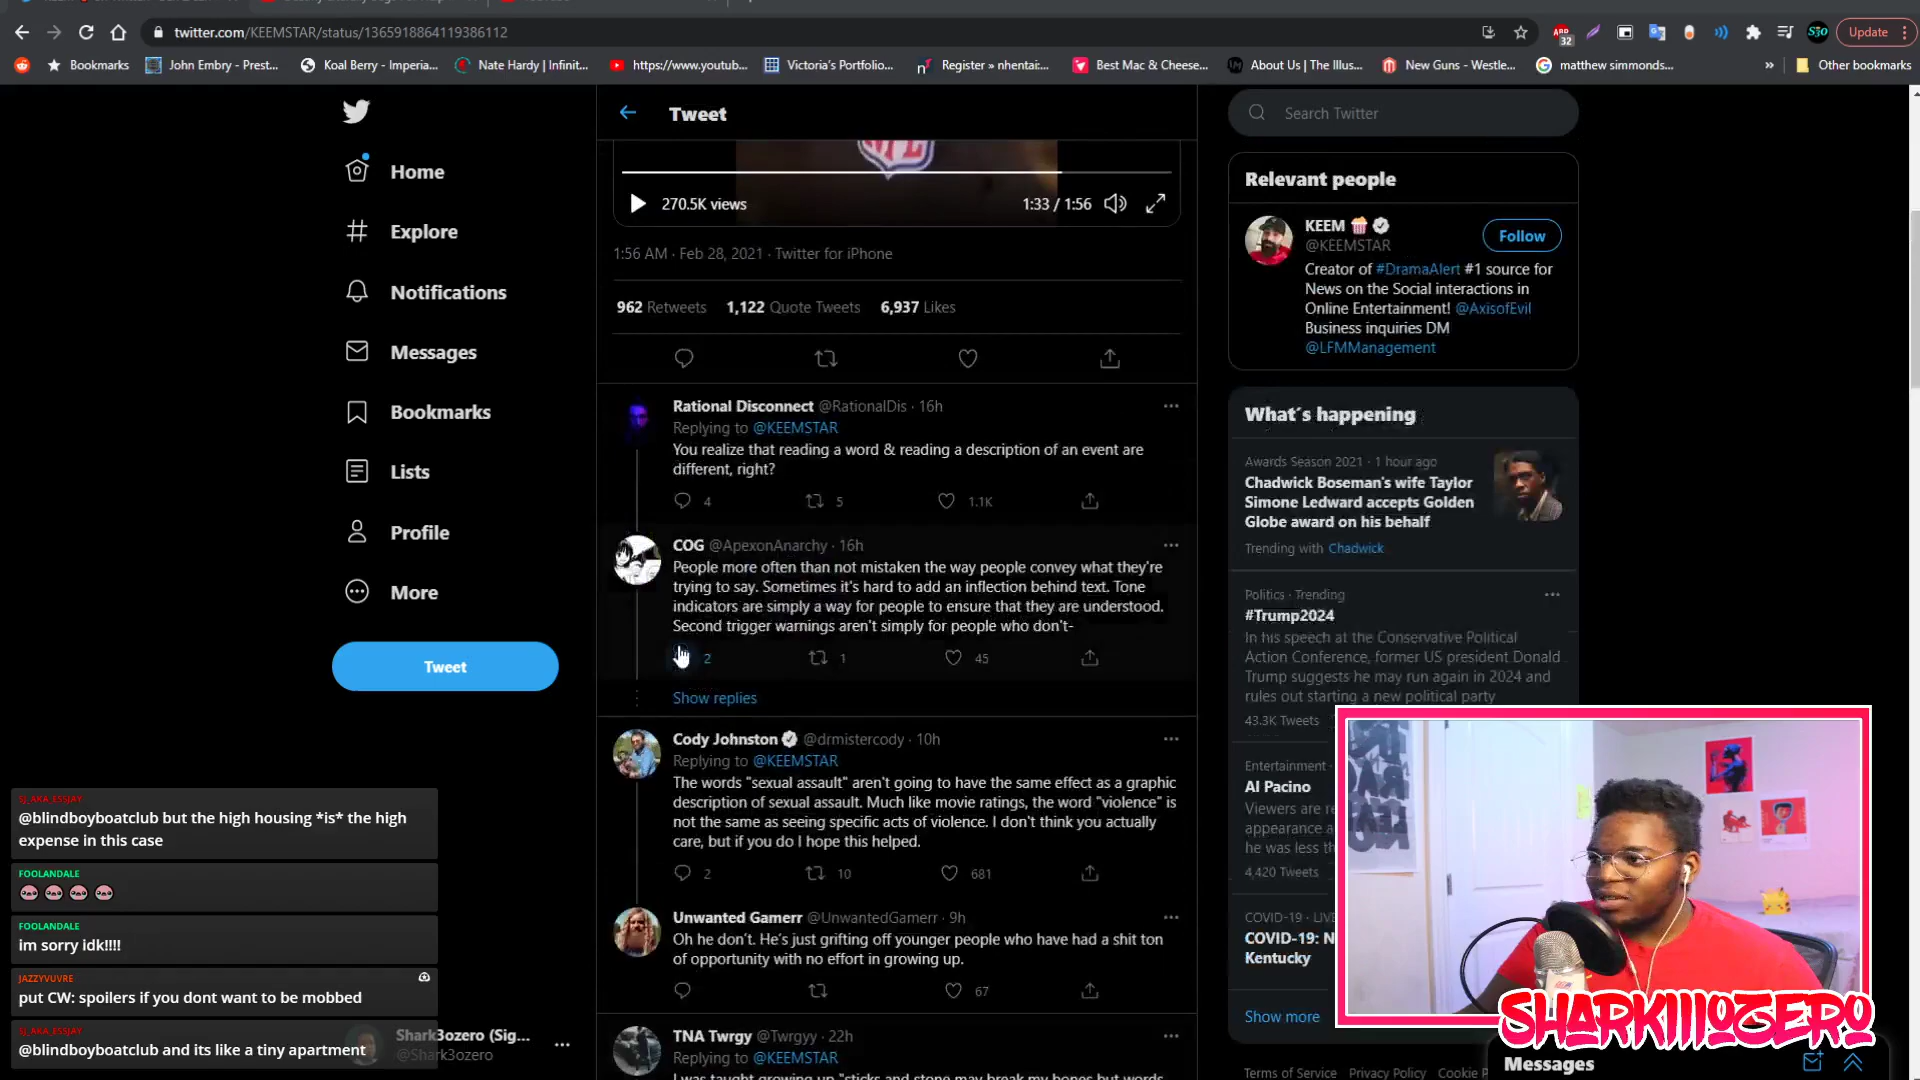 twitter.com/KEEMSTAR/status/1365918864119386112
32
S30
Update
Bookmarks
John Embry - Prest...
Koal Berry - Imperia...
Nate Hardy | Infinit...
https://www.youtub...
Victoria's Portfolio...
Register » nhentai:...
Best Mac & Cheese...
About Us | The Illus...
New Guns - Westle...
matthew simmonds...
»
Other bookmarks
Home
Explore
Notifications
Messages
Bookmarks
Lists
Profile
More
Tweet
Tweet
NFL
270.5K views
1:33 / 1:56
1:56 AM · Feb 28, 2021 · Twitter for iPhone
962 Retweets 1,122 Quote Tweets 6,937 Likes
Rational Disconnect @RationalDis · 16h
Replying to @KEEMSTAR
You realize that reading a word & reading a description of an event are
different, right?
4 5 1.1K
COG @ApexonAnarchy · 16h
People more often than not mistaken the way people convey what they're
trying to say. Sometimes it's hard to add an inflection behind text. Tone
indicators are simply a way for people to ensure that they are understood.
Second trigger warnings aren't simply for people who don't-
2 1 45
Show replies
Cody Johnston @drmistercody · 10h
Replying to @KEEMSTAR
The words "sexual assault" aren't going to have the same effect as a graphic
description of sexual assault. Much like movie ratings, the word "violence" is
not the same as seeing specific acts of violence. I don't think you actually
care, but if you do I hope this helped.
2 10 681
Unwanted Gamerr @UnwantedGamerr · 9h
Oh he don't. He's just grifting off younger people who have had a shit ton
of opportunity with no effort in growing up.
67
TNA Twrgy @Twrgyy · 22h
Replying to @KEEMSTAR
I was taught growing up "sticks and stone may break my bones but words
Search Twitter
Relevant people
KEEM
@KEEMSTAR
Follow
Creator of #DramaAlert #1 source for
News on the Social interactions in
Online Entertainment! @AxisofEvil
Business inquiries DM
@LFMManagement
What's happening
Awards Season 2021 · 1 hour ago
Chadwick Boseman's wife Taylor
Simone Ledward accepts Golden
Globe award on his behalf
Trending with Chadwick
Politics · Trending
#Trump2024
In his speech at the Conservative Political
Action Conference, former US president Donald
Trump suggests he may run again in 2024 and
rules out starting a new political party
43.3K Tweets
Entertainment ·
Al Pacino
Viewers are re
appearance a
he was less th
4,420 Tweets
COVID-19 · LIVE
COVID-19: N
Kentucky
Show more
Terms of Service Privacy Policy Cookie P
Messages
SHARKIIIOZERO
SJ_AKA_ESSJAY
@blindboyboatclub but the high housing *is* the high
expense in this case
FOOLANDALE
FOOLANDALE
im sorry idk!!!!
JAZZYVUVRE
put CW: spoilers if you dont want to be mobbed
SJ_AKA_ESSJAY
@blindboyboatclub and its like a tiny apartment
Shark3ozero (Sig...
@Shark3ozero